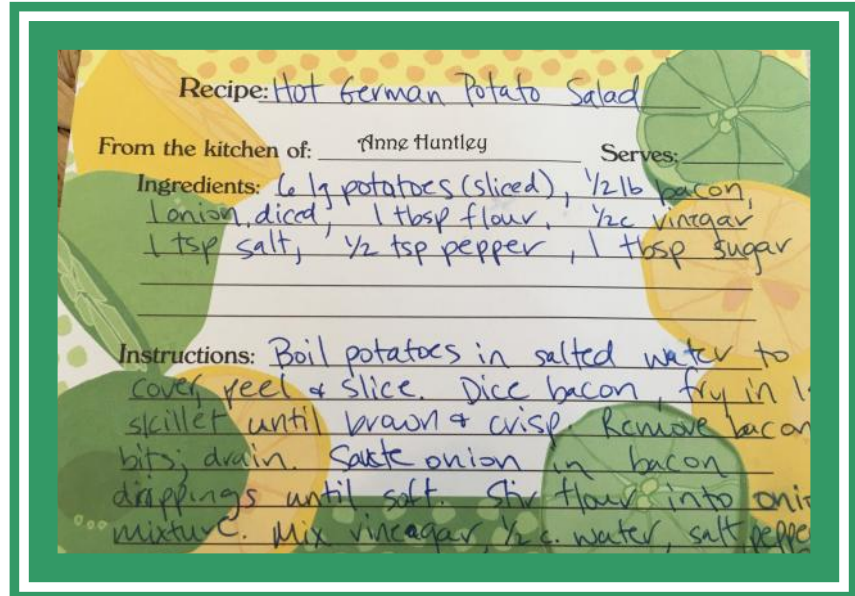 Recipe: Hot German Potato Salad
From the kitchen of: Anne Huntley Serves:
Ingredients: 6 lg potatoes (sliced), 1/2 lb bacon,
1 onion, diced, 1 tbsp flour, 1/2 c vinegar
1 tsp salt, 1/2 tsp pepper, 1 tbsp sugar
Instructions: Boil potatoes in salted water to
cover, peel & slice. Dice bacon, fry in
skillet until brown & crisp. Remove bacon
bits; drain. Saute onion in bacon
drippings until soft. Stir flour into
mixture. Mix vineagar, 1/2 c. water, salt